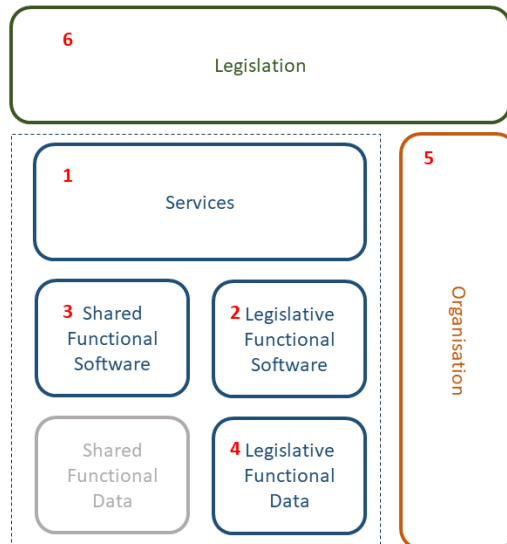 6
Legislation
1
Services
5
Organisation
3 Shared
Functional
Software
2 Legislative
Functional
Software
Shared
Functional
Data
4 Legislative
Functional
Data